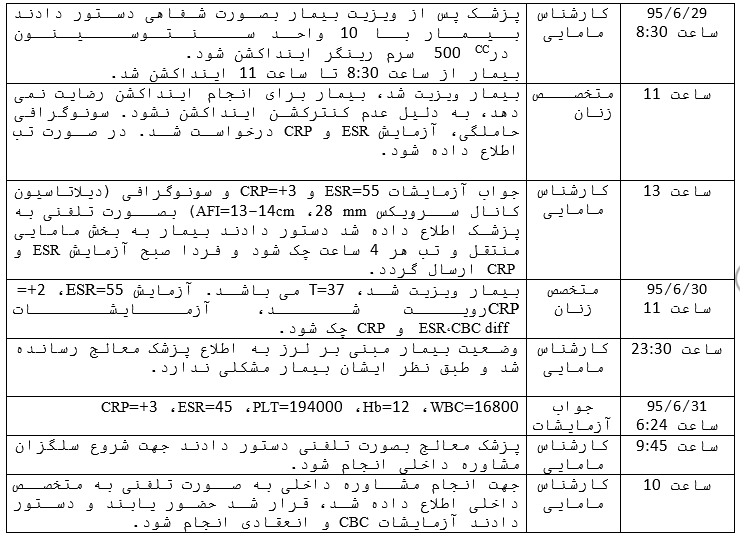 95/6/29
ساعت 8:30
کارشناس
مامایی
پزشک پس از ویزیت بیمار بصورت شفاهی دستور دادند
بیمار با 10 واحد سنتوسینون
در 500 CC سرم رینگر اینداکشن شود.
بیمار از ساعت 8:30 تا ساعت 11 اینداکشن شد.
ساعت 11
متخصص
زنان
بیمار ویزیت شد، بیمار برای انجام اینداکشن رضایت نمی
دهد، به دلیل عدم کنترکشن اینداکشن نشود. سونوگرافی
حاملگی، آزمایش ESR و CRP درخواست شد. در صورت تب
اطلاع داده شود.
ساعت 13
کارشناس
مامایی
جواب آزمایشات ESR=55 و CRP=+3 و سونوگرافی (دیلاتاسیون
کانال سرویکس 28 mm، AFI=13-14cm) بصورت تلفنی به
پزشک اطلاع داده شد دستور دادند بیمار به بخش مامایی
منتقل و تب هر 4 ساعت چک شود و فردا صبح آزمایش ESR و
CRP ارسال گردد.
95/6/30
ساعت 11
متخصص
زنان
بیمار ویزیت شد، T=37 می باشد. آزمایش ESR=55، 2+=
CRPرویت شد، آزمایشات
ESR،CBC diff و CRP چک شود.
ساعت 23:30
کارشناس
مامایی
وضعیت بیمار مبنی بر لرز به اطلاع پزشک معالج رسانده
شد و طبق نظر ایشان بیمار مشکلی ندارد.
95/6/31
ساعت 6:24
جواب
آزمایشات
WBC=16800، Hb=12، PLT=194000، ESR=45، CRP=+3
ساعت 9:45
کارشناس
مامایی
پزشک معالج بصورت تلفنی دستور دادند جهت شروع سلگزان
مشاوره داخلی انجام شود.
ساعت 10
کارشناس
مامایی
جهت انجام مشاوره داخلی به صورت تلفنی به متخصص
داخلی اطلاع داده شد، قرار شد حضور یابند و دستور
دادند آزمایشات CBC و انعقادی انجام شود.